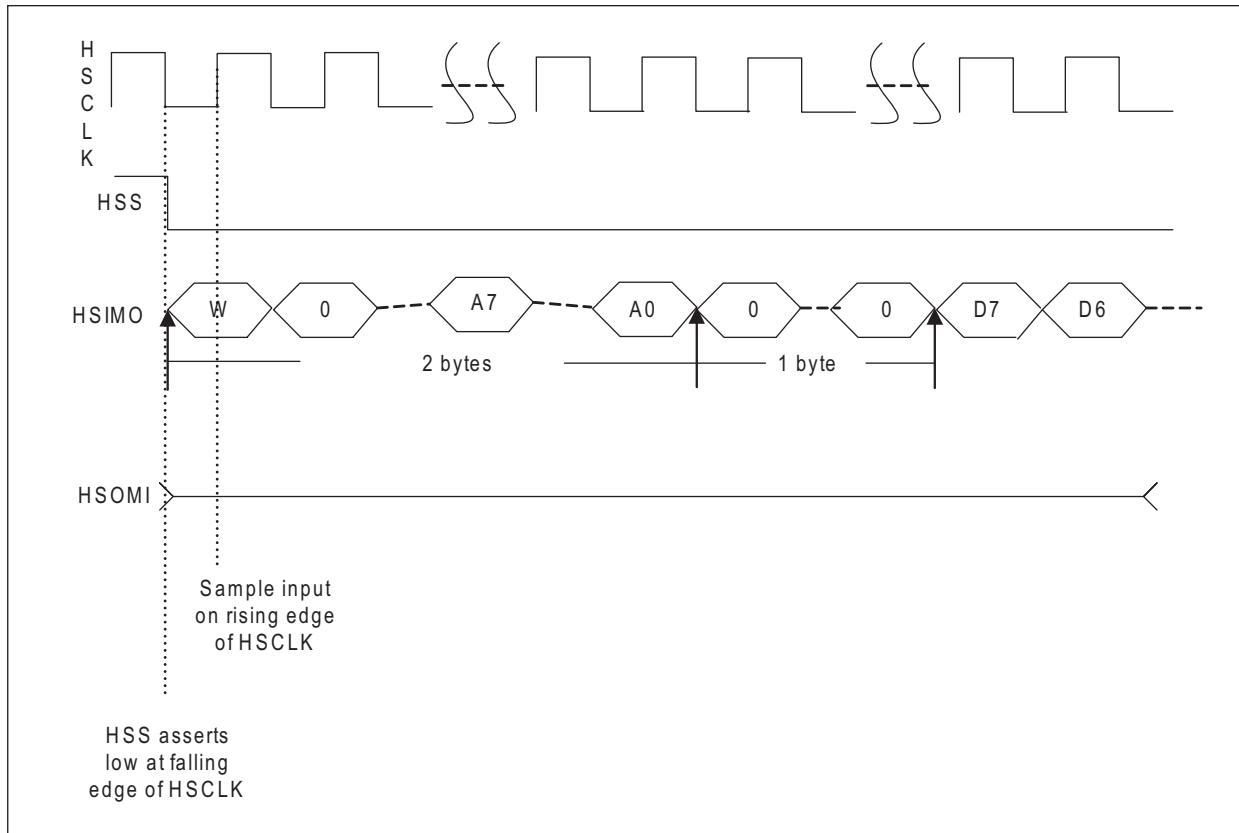 H
S
C
L
K
HSS
HSIMO
W 0 A7 A0 0 0 D7 D6
2 bytes 1 byte
HSOMI
Sample input
on rising edge
of HSCLK
HSS asserts
low at falling
edge of HSCLK